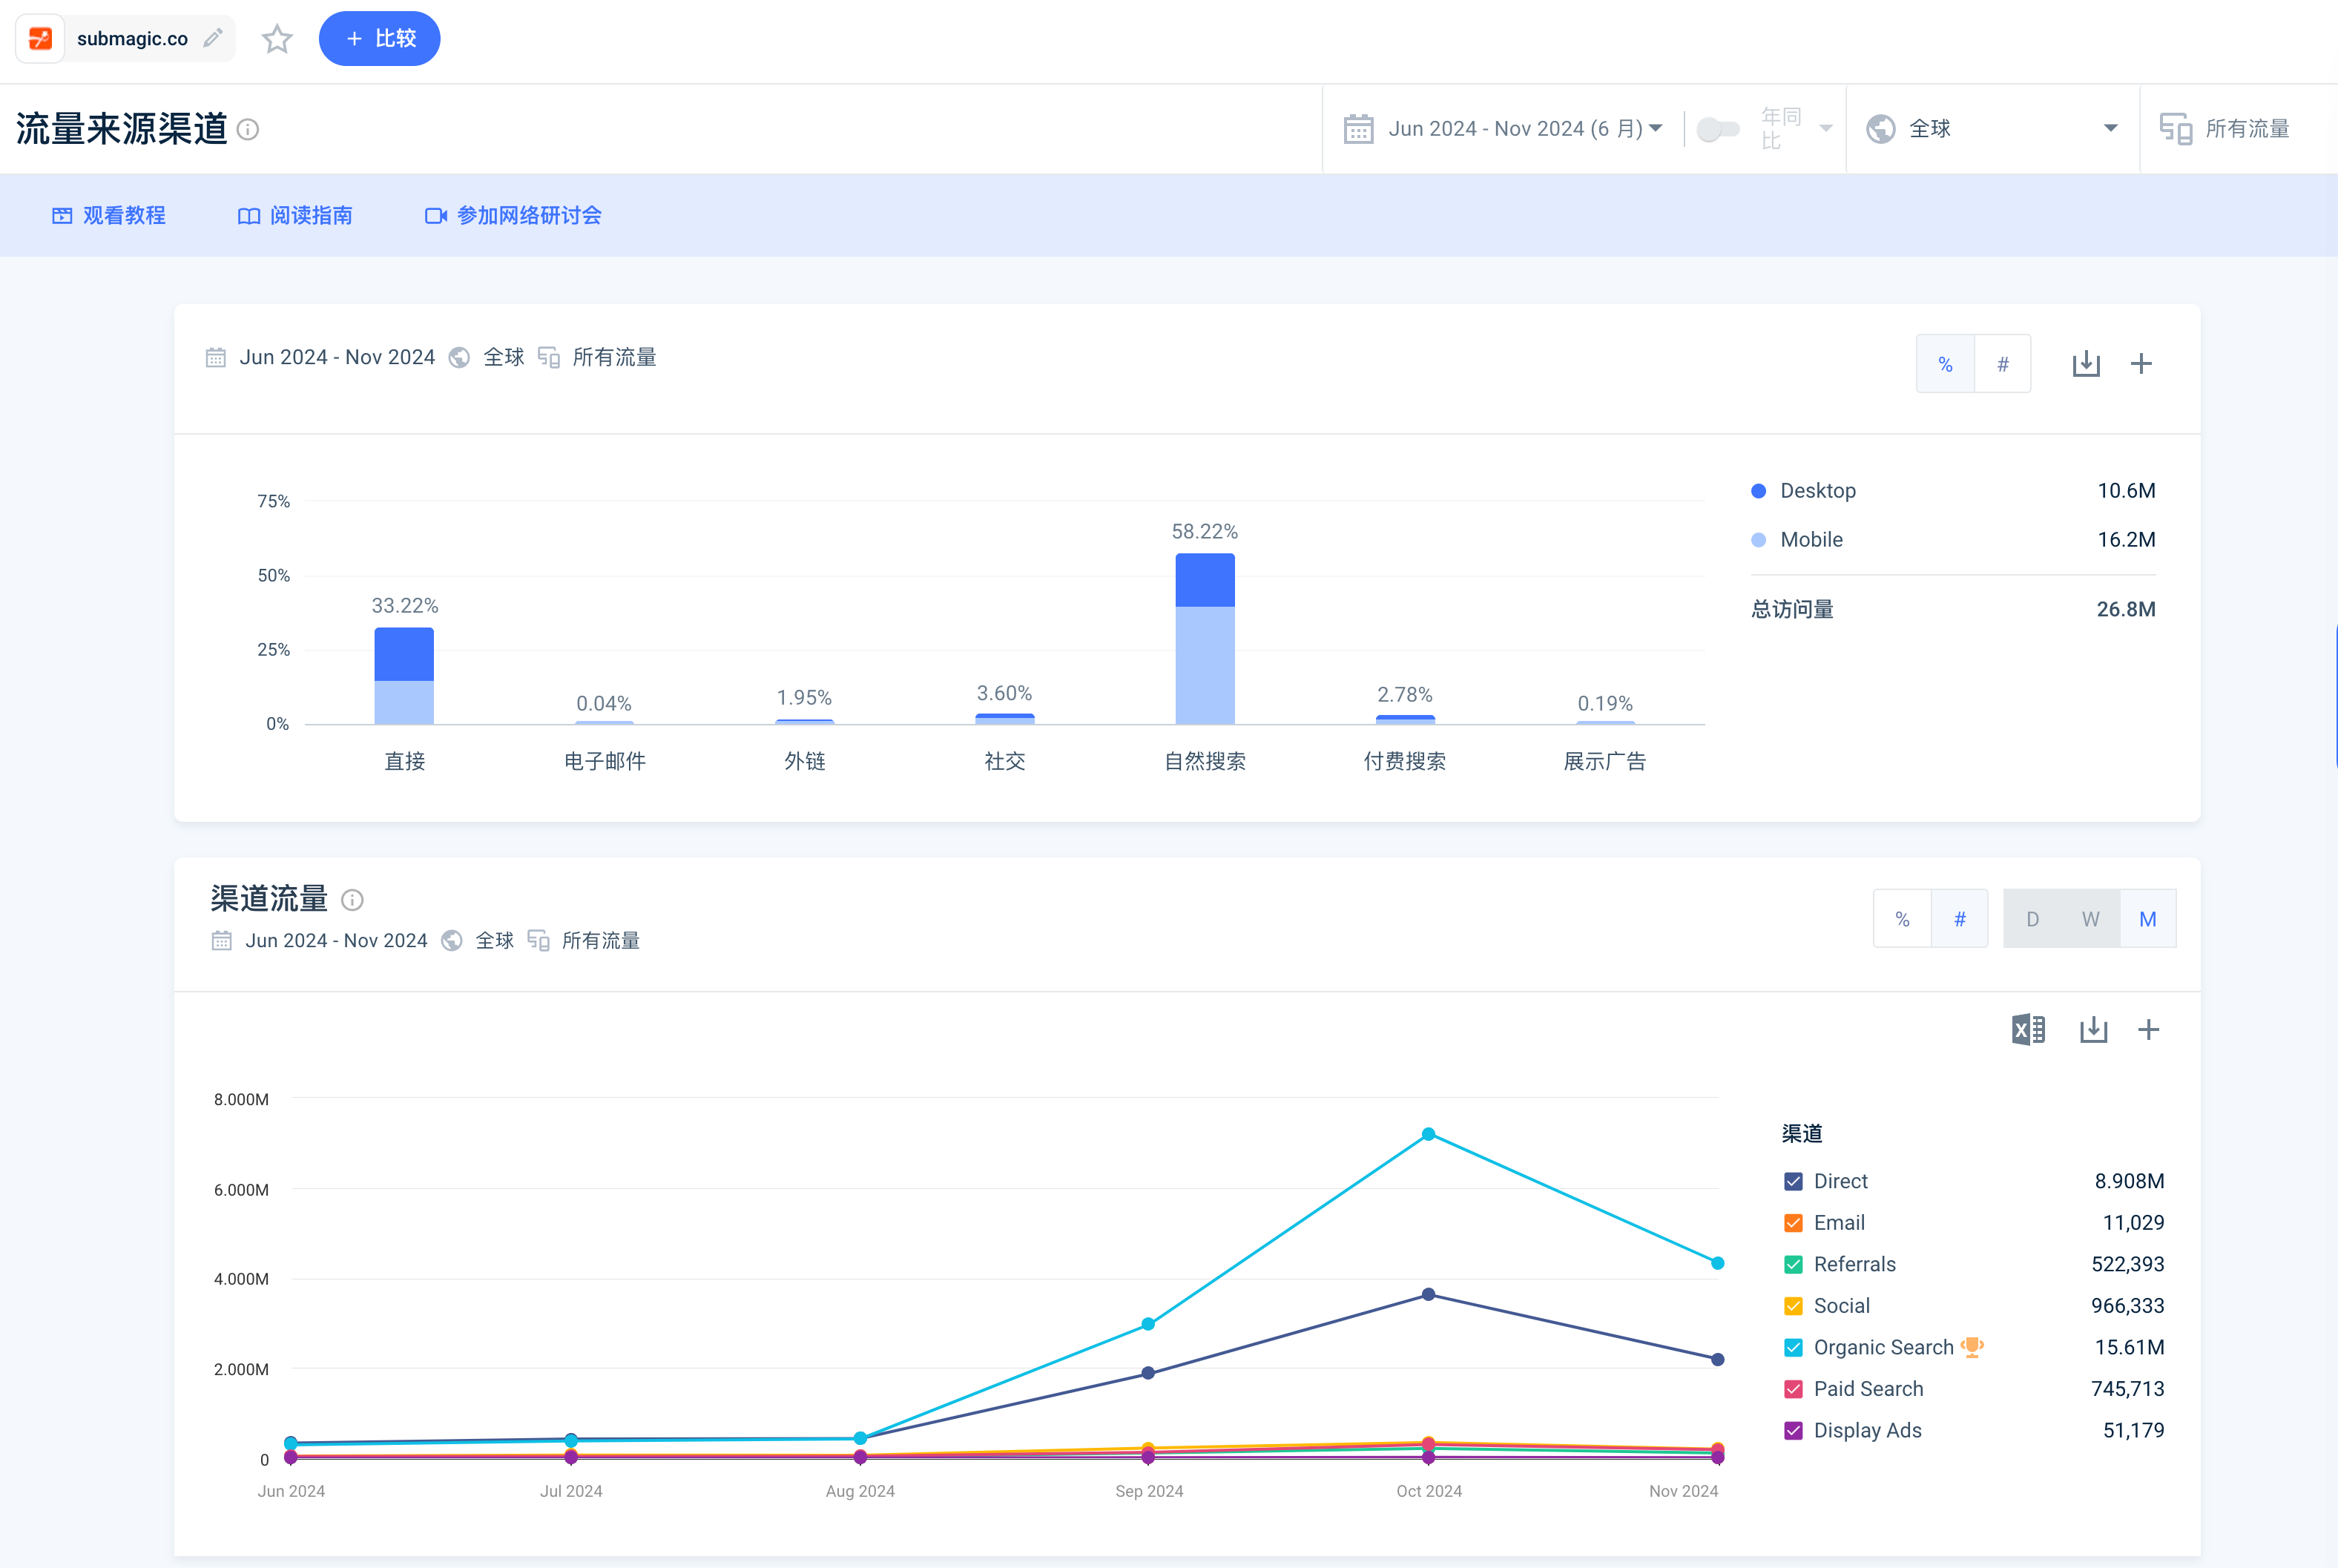 submagic.co
+ 比较
流量来源渠道
Jun 2024 - Nov 2024 (6 月)
年同比
全球
所有流量
观看教程 阅读指南 参加网络研讨会
Jun 2024 - Nov 2024 全球 所有流量
% #
75%
50%
25%
0%
33.22%
0.04%
1.95%
3.60%
58.22%
2.78%
0.19%
直接 电子邮件 外链 社交 自然搜索 付费搜索 展示广告
Desktop 10.6M
Mobile 16.2M
总访问量 26.8M
渠道流量
Jun 2024 - Nov 2024 全球 所有流量
% # D W M
8.000M
6.000M
4.000M
2.000M
0
Jun 2024 Jul 2024 Aug 2024 Sep 2024 Oct 2024 Nov 2024
渠道
Direct 8.908M
Email 11,029
Referrals 522,393
Social 966,333
Organic Search 15.61M
Paid Search 745,713
Display Ads 51,179